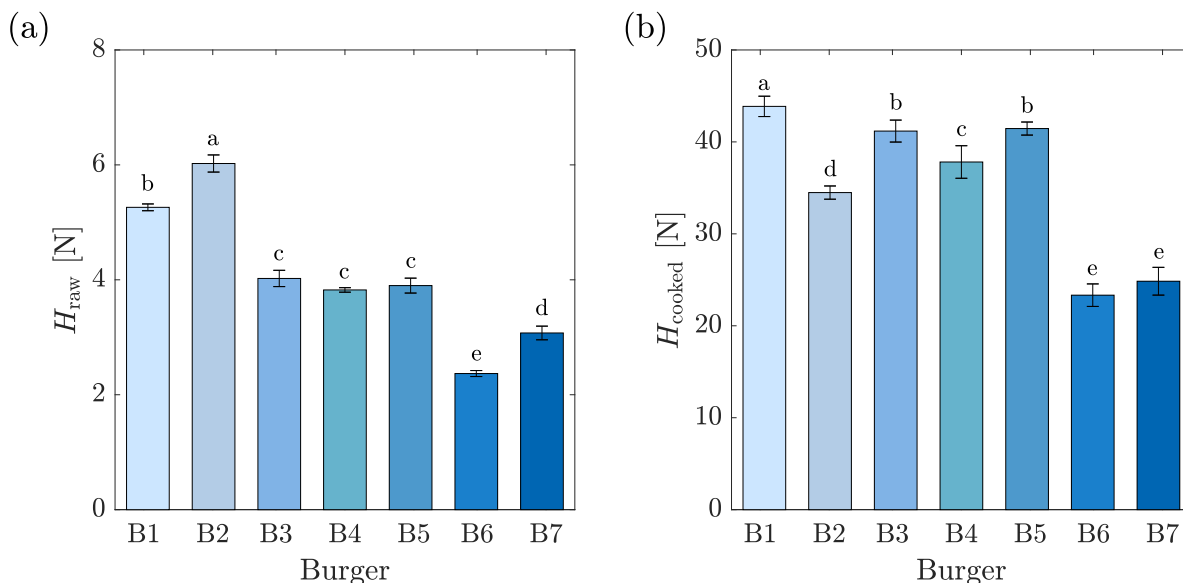 (a)
8
6
4
2
0
H_raw [N]
b
a
c
c
c
e
d
B1 B2 B3 B4 B5 B6 B7
Burger
(b)
50
40
30
20
10
0
H_cooked [N]
a
d
b
c
b
e
e
B1 B2 B3 B4 B5 B6 B7
Burger